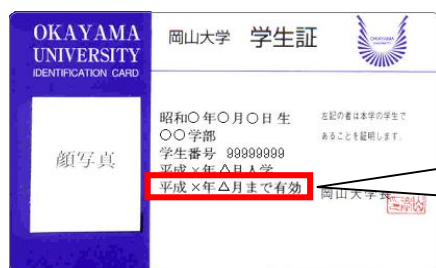 OKAYAMA
UNIVERSITY
IDENTIFICATION CARD
岡山大学 学生証
顔写真
昭和○年○月○日生
○○学部
学生番号 99999999
平成×年△月入学
平成×年△月まで有効
左記の者は本学の学生で
あることを証明します。
岡山大学長